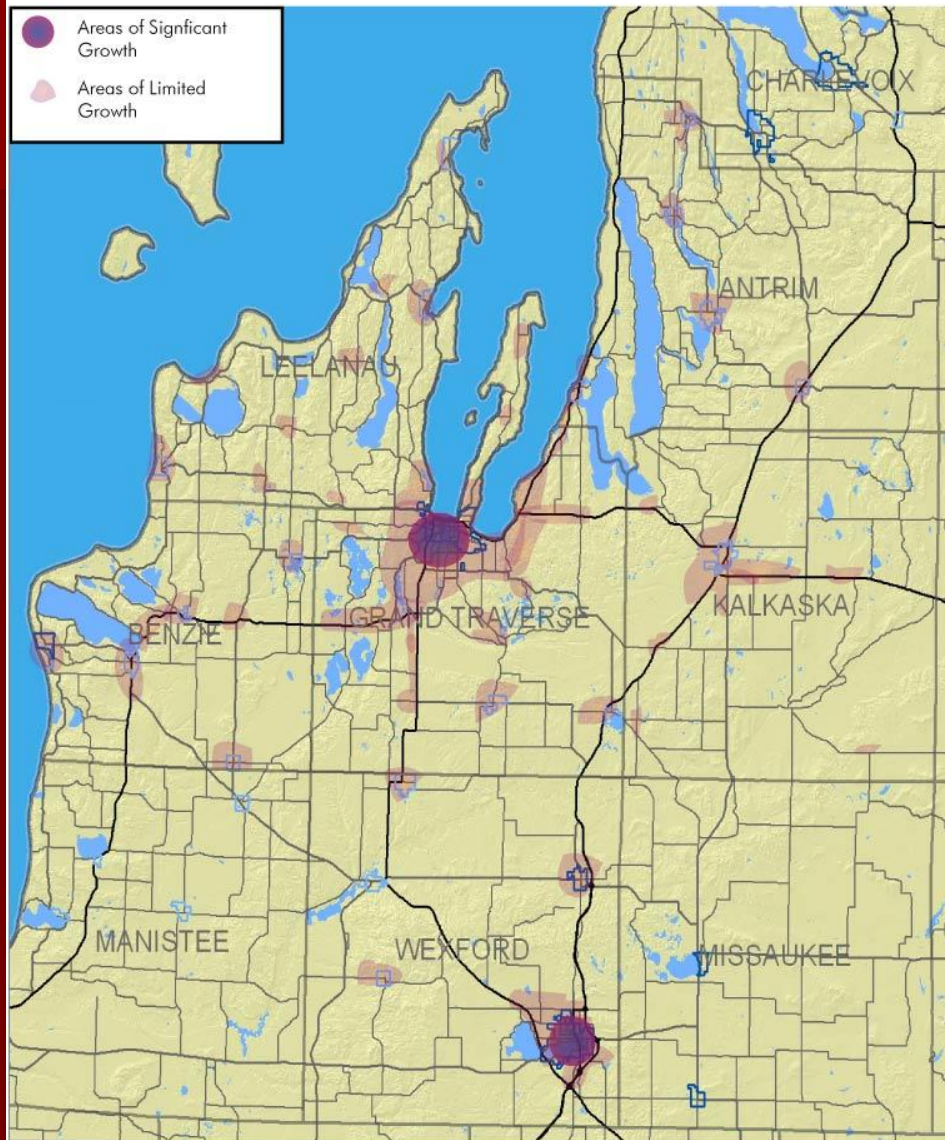 Areas of Signficant
Growth
Areas of Limited
Growth
CHARLEVOIX
ANTRIM
LEELANAU
GRAND TRAVERSE
KALKASKA
BENZIE
MANISTEE
WEXFORD
MISSAUKEE